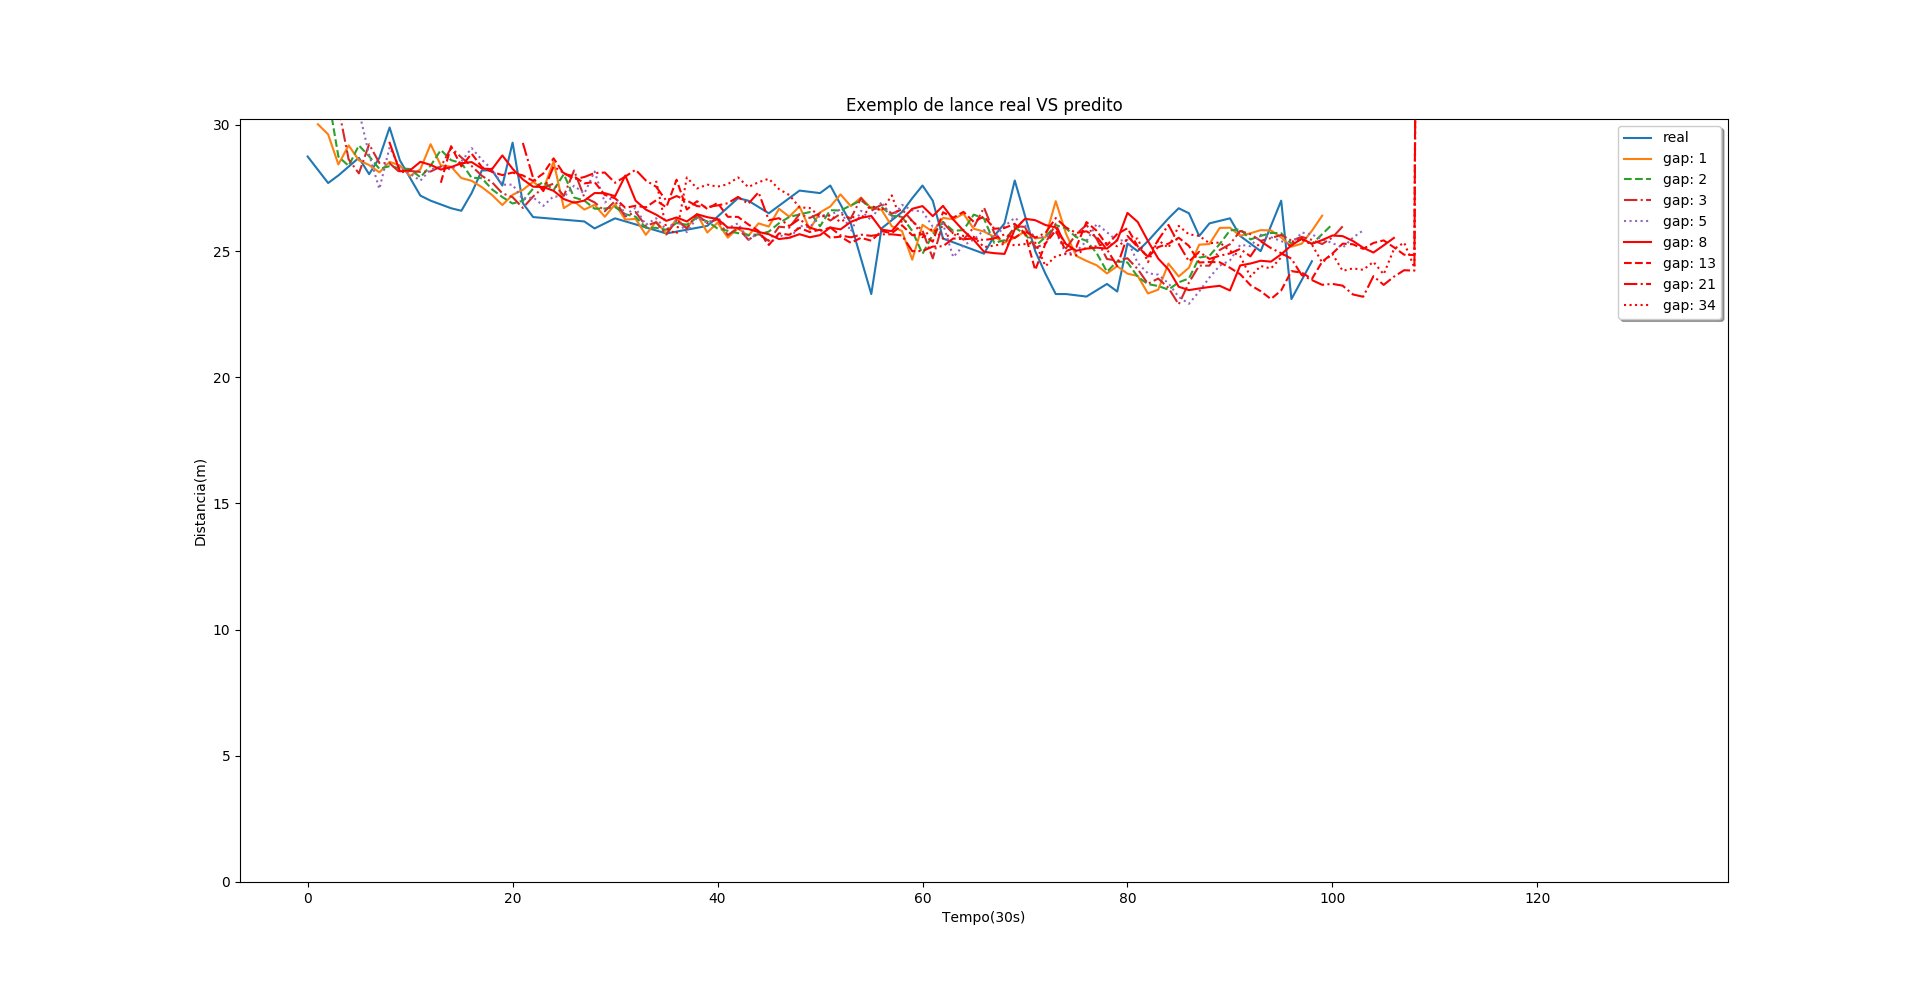 Exemplo de lance real VS predito
30
25
20
15
10
5
0
Distancia(m)
0 20 40 60 80 100 120
Tempo(30s)
real
gap: 1
gap: 2
gap: 3
gap: 5
gap: 8
gap: 13
gap: 21
gap: 34